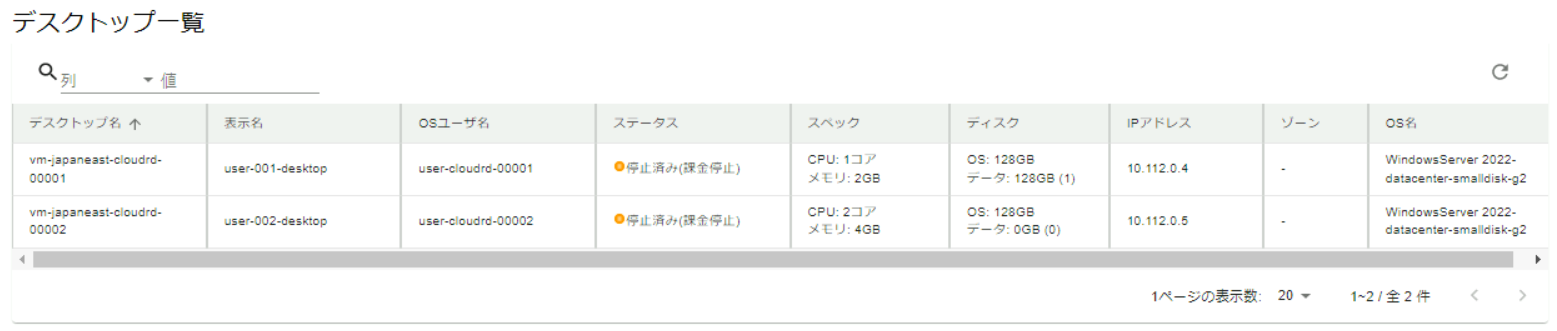 デスクトップ一覧
列 値
デスクトップ名 ↑ 表示名 OSユーザ名 ステータス スペック ディスク IPアドレス ゾーン OS名
vm-japaneast-cloudrd-00001 user-001-desktop user-cloudrd-00001 停止済み(課金停止) CPU: 1コア メモリ: 2GB OS: 128GB データ: 128GB (1) 10.112.0.4 - WindowsServer 2022-datacenter-smalldisk-g2
vm-japaneast-cloudrd-00002 user-002-desktop user-cloudrd-00002 停止済み(課金停止) CPU: 2コア メモリ: 4GB OS: 128GB データ: 0GB (0) 10.112.0.5 - WindowsServer 2022-datacenter-smalldisk-g2
1ページの表示数: 20 1~2 / 全 2 件